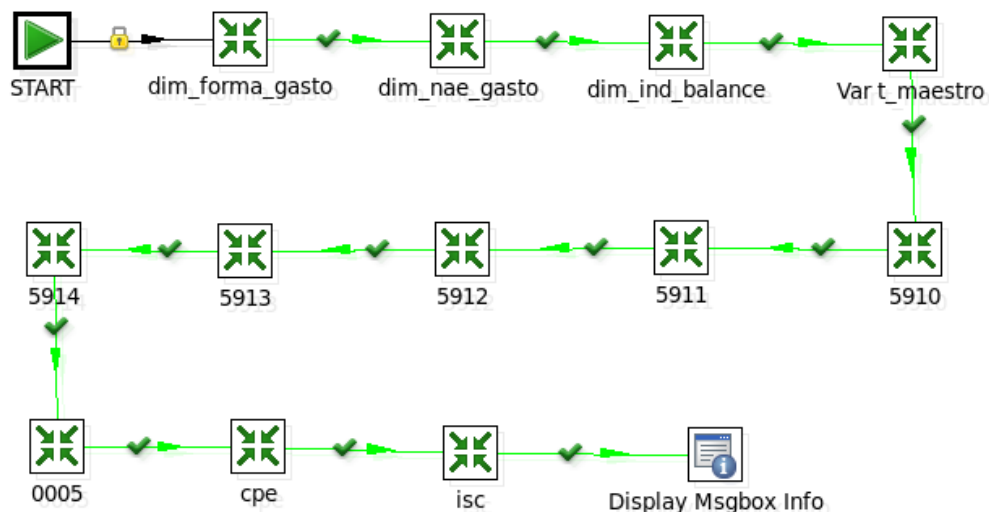 START
dim_forma_gasto
dim_nae_gasto
dim_ind_balance
Var t_maestro
5914
5913
5912
5911
5910
0005
cpe
isc
Display Msgbox Info